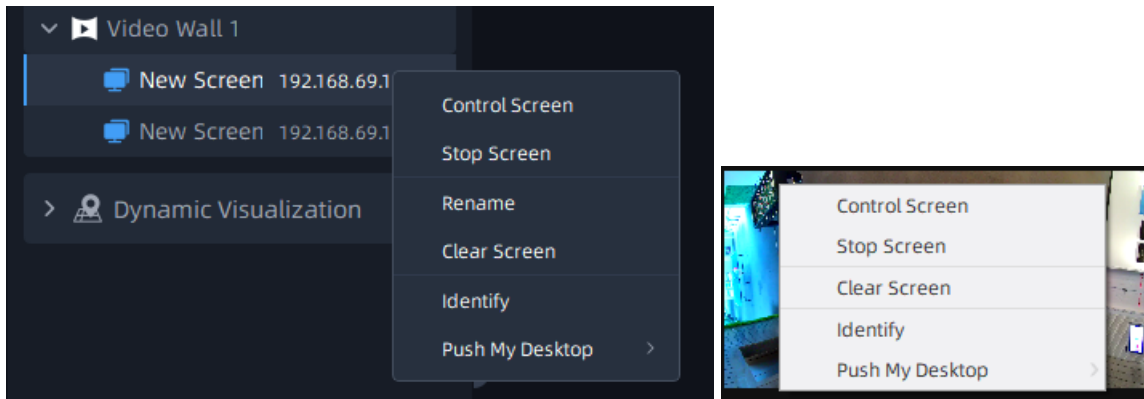 Video Wall 1
New Screen 192.168.69.1
New Screen 192.168.69.1
Dynamic Visualization
Control Screen
Stop Screen
Rename
Clear Screen
Identify
Push My Desktop
Control Screen
Stop Screen
Clear Screen
Identify
Push My Desktop